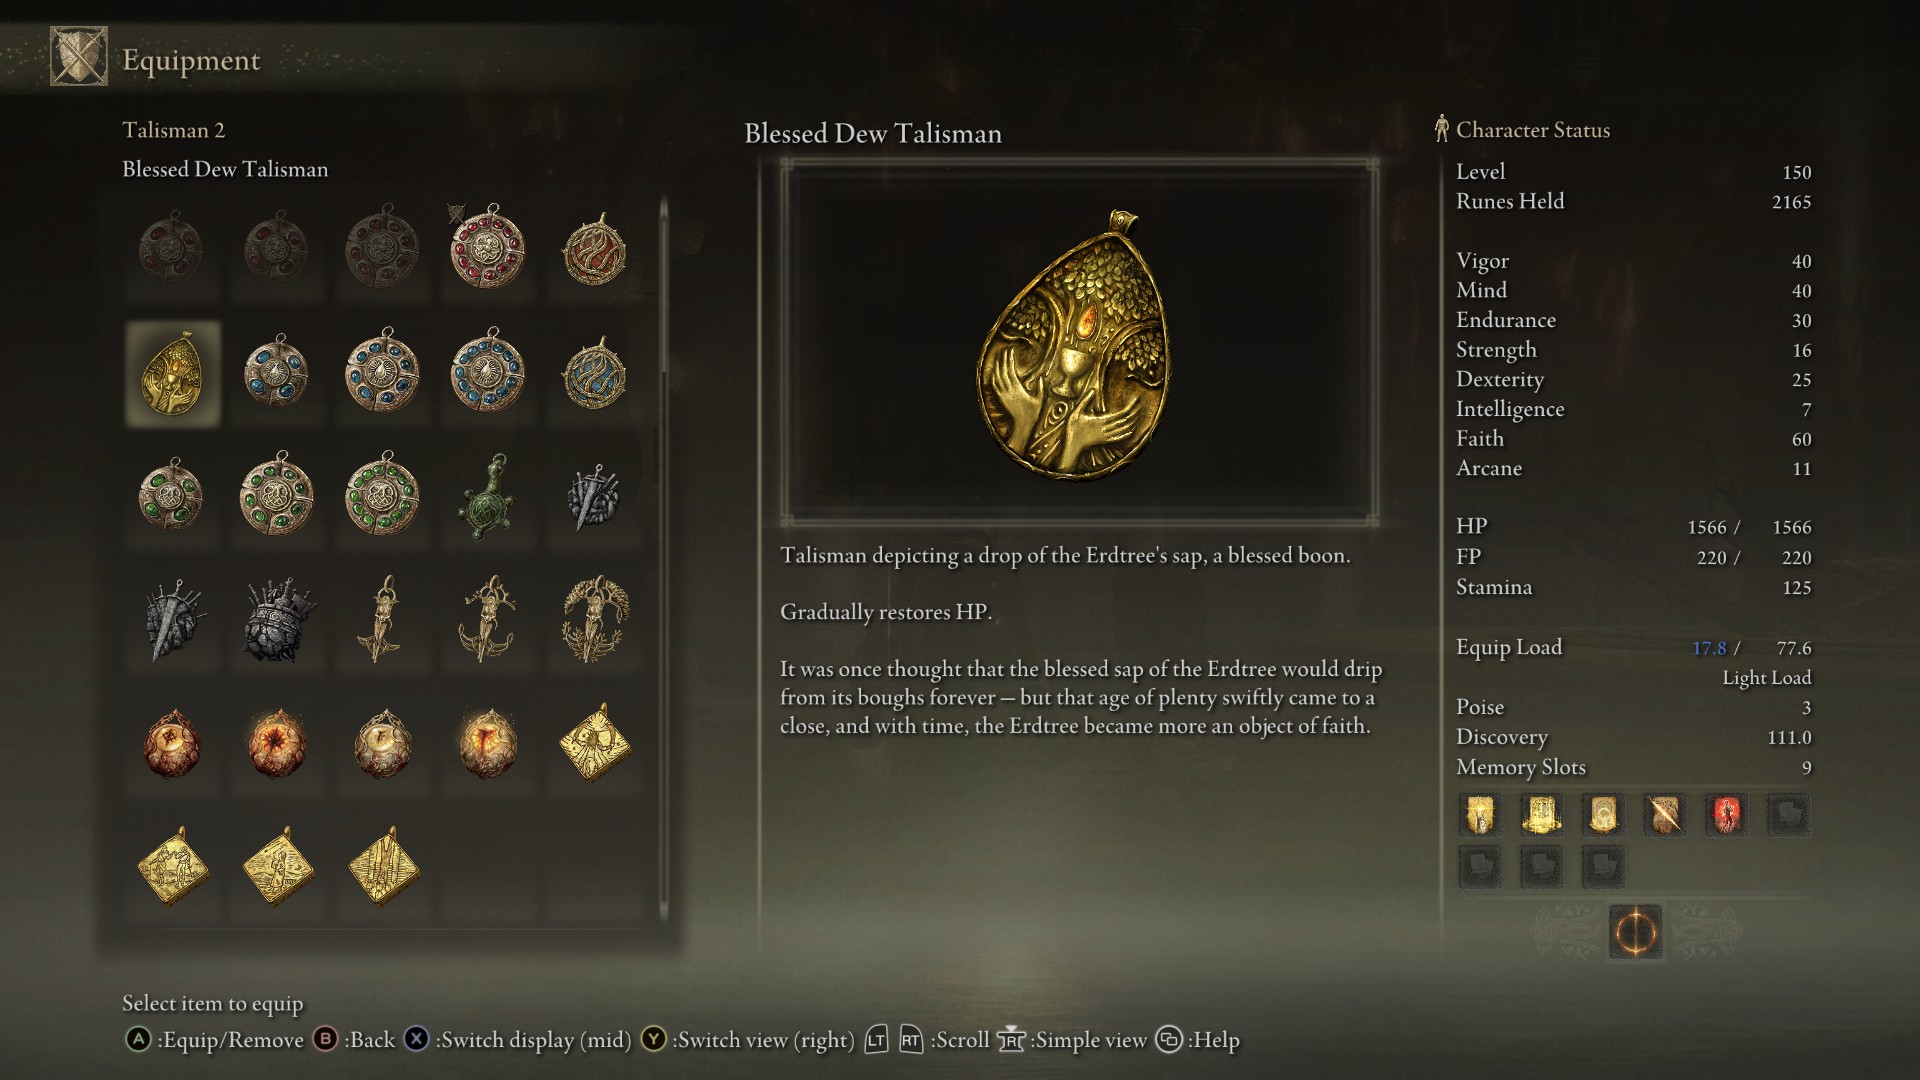 Equipment
Talisman 2
Blessed Dew Talisman
Blessed Dew Talisman
Talisman depicting a drop of the Erdtree's sap, a blessed boon.
Gradually restores HP.
It was once thought that the blessed sap of the Erdtree would drip
from its boughs forever — but that age of plenty swiftly came to a
close, and with time, the Erdtree became more an object of faith.
Character Status
Level 150
Runes Held 2165
Vigor 40
Mind 40
Endurance 30
Strength 16
Dexterity 25
Intelligence 7
Faith 60
Arcane 11
HP 1566 / 1566
FP 220 / 220
Stamina 125
Equip Load 17.8 / 77.6
Light Load
Poise 3
Discovery 111.0
Memory Slots 9
Select item to equip
A :Equip/Remove B :Back X :Switch display (mid) Y :Switch view (right) LT RT :Scroll R :Simple view :Help